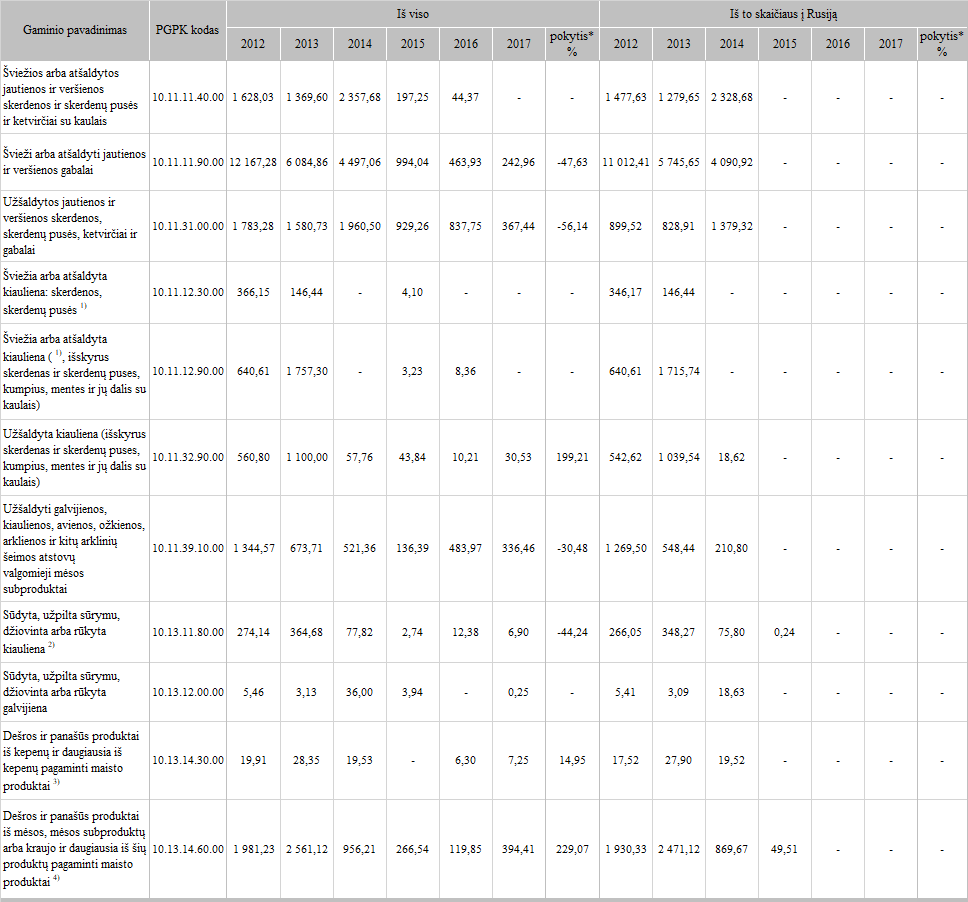 Gaminio pavadinimas PGPK kodas Iš viso Iš to skaičiaus į Rusiją
2012 2013 2014 2015 2016 2017 pokytis* % 2012 2013 2014 2015 2016 2017 pokytis* %
Šviežios arba atšaldytos
jautienos ir veršienos
skerdenos ir skerdenų pusės
ir ketvirčiai su kaulais
10.11.11.40.00 1 628,03 1 369,60 2 357,68 197,25 44,37 - - 1 477,63 1 279,65 2 328,68 - - - -
Švieži arba atšaldyti jautienos
ir veršienos gabalai
10.11.11.90.00 12 167,28 6 084,86 4 497,06 994,04 463,93 242,96 -47,63 11 012,41 5 745,65 4 090,92 - - - -
Užšaldytos jautienos ir
veršienos skerdenos,
skerdenų pusės, ketvirčiai ir
gabalai
10.11.31.00.00 1 783,28 1 580,73 1 960,50 929,26 837,75 367,44 -56,14 899,52 828,91 1 379,32 - - - -
Šviežia arba atšaldyta
kiauliena: skerdenos,
skerdenų pusės 1)
10.11.12.30.00 366,15 146,44 - 4,10 - - - 346,17 146,44 - - - - -
Šviežia arba atšaldyta
kiauliena ( 1), išskyrus
skerdenas ir skerdenų puses,
kumpius, mentes ir jų dalis su
kaulais)
10.11.12.90.00 640,61 1 757,30 - 3,23 8,36 - - 640,61 1 715,74 - - - - -
Užšaldyta kiauliena (išskyrus
skerdenas ir skerdenų puses,
kumpius, mentes ir jų dalis su
kaulais)
10.11.32.90.00 560,80 1 100,00 57,76 43,84 10,21 30,53 199,21 542,62 1 039,54 18,62 - - - -
Užšaldyti galvijienos,
kiaulienos, avienos, ožkienos,
arklienos ir kitų arklinių
šeimos atstovų
valgomieji mėsos
subproduktai
10.11.39.10.00 1 344,57 673,71 521,36 136,39 483,97 336,46 -30,48 1 269,50 548,44 210,80 - - - -
Sūdyta, užpilta sūrymu,
džiovinta arba rūkyta
kiauliena 2)
10.13.11.80.00 274,14 364,68 77,82 2,74 12,38 6,90 -44,24 266,05 348,27 75,80 0,24 - - -
Sūdyta, užpilta sūrymu,
džiovinta arba rūkyta
galvijiena
10.13.12.00.00 5,46 3,13 36,00 3,94 - 0,25 - 5,41 3,09 18,63 - - - -
Dešros ir panašūs produktai
iš kepenų ir daugiausia iš
kepenų pagaminti maisto
produktai 3)
10.13.14.30.00 19,91 28,35 19,53 - 6,30 7,25 14,95 17,52 27,90 19,52 - - - -
Dešros ir panašūs produktai
iš mėsos, mėsos subproduktų
arba kraujo ir daugiausia iš šių
produktų pagaminti maisto
produktai 4)
10.13.14.60.00 1 981,23 2 561,12 956,21 266,54 119,85 394,41 229,07 1 930,33 2 471,12 869,67 49,51 - - -